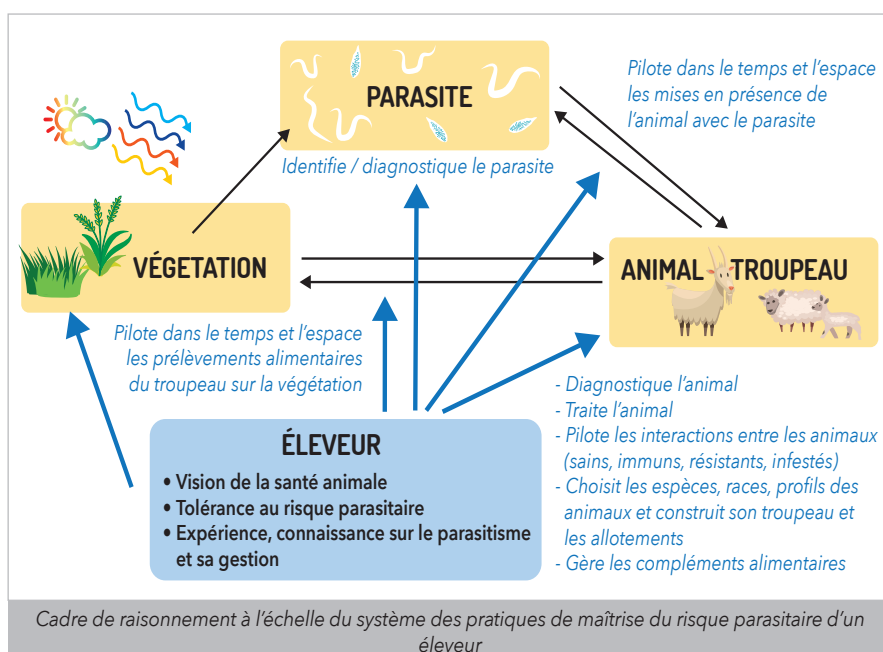 PARASITE
Pilote dans le temps et l'espace
les mises en présence de
l'animal avec le parasite
Identifie / diagnostique le parasite
VÉGETATION
ANIMAL TROUPEAU
Pilote dans le temps et l'espace
les prélèvements alimentaires
du troupeau sur la végétation
ÉLEVEUR
• Vision de la santé animale
• Tolérance au risque parasitaire
• Expérience, connaissance sur le parasitisme
et sa gestion
- Diagnostique l'animal
- Traite l'animal
- Pilote les interactions entre les animaux
(sains, immuns, résistants, infestés)
- Choisit les espèces, races, profils des
animaux et construit son troupeau et
les allotements
- Gère les compléments alimentaires
Cadre de raisonnement à l'échelle du système des pratiques de maîtrise du risque parasitaire d'un
éleveur